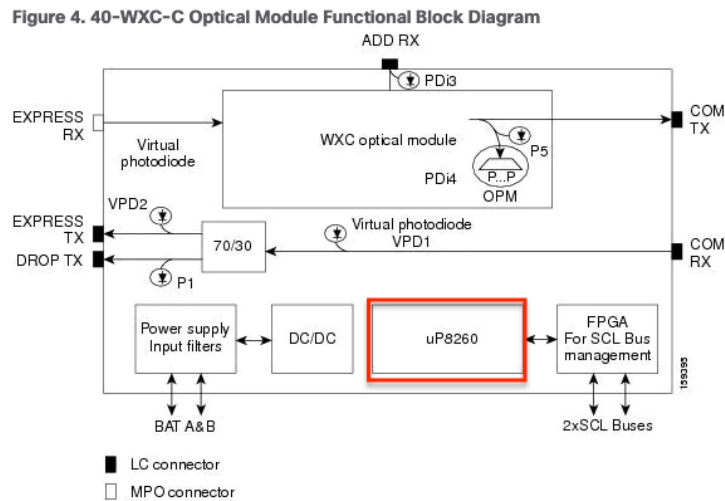 Figure 4. 40-WXC-C Optical Module Functional Block Diagram
ADD RX
PDi3
EXPRESS
RX
COM
TX
Virtual
photodiode
WXC optical module
P5
PDi4
P...P
OPM
VPD2
EXPRESS
TX
70/30
Virtual photodiode
VPD1
COM
RX
DROP TX
P1
Power supply
Input filters
DC/DC
uP8260
FPGA
For SCL Bus
management
159395
BAT A&B
2xSCL Buses
LC connector
MPO connector